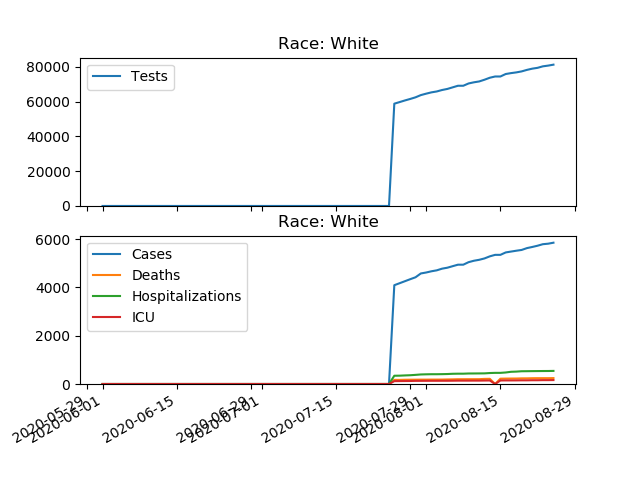 Race: White
80000
60000
40000
20000
0
Tests
Race: White
6000
4000
2000
0
Cases
Deaths
Hospitalizations
ICU
2020-05-29
2020-06-01
2020-06-15
2020-06-29
2020-07-01
2020-07-15
2020-07-29
2020-08-01
2020-08-15
2020-08-29